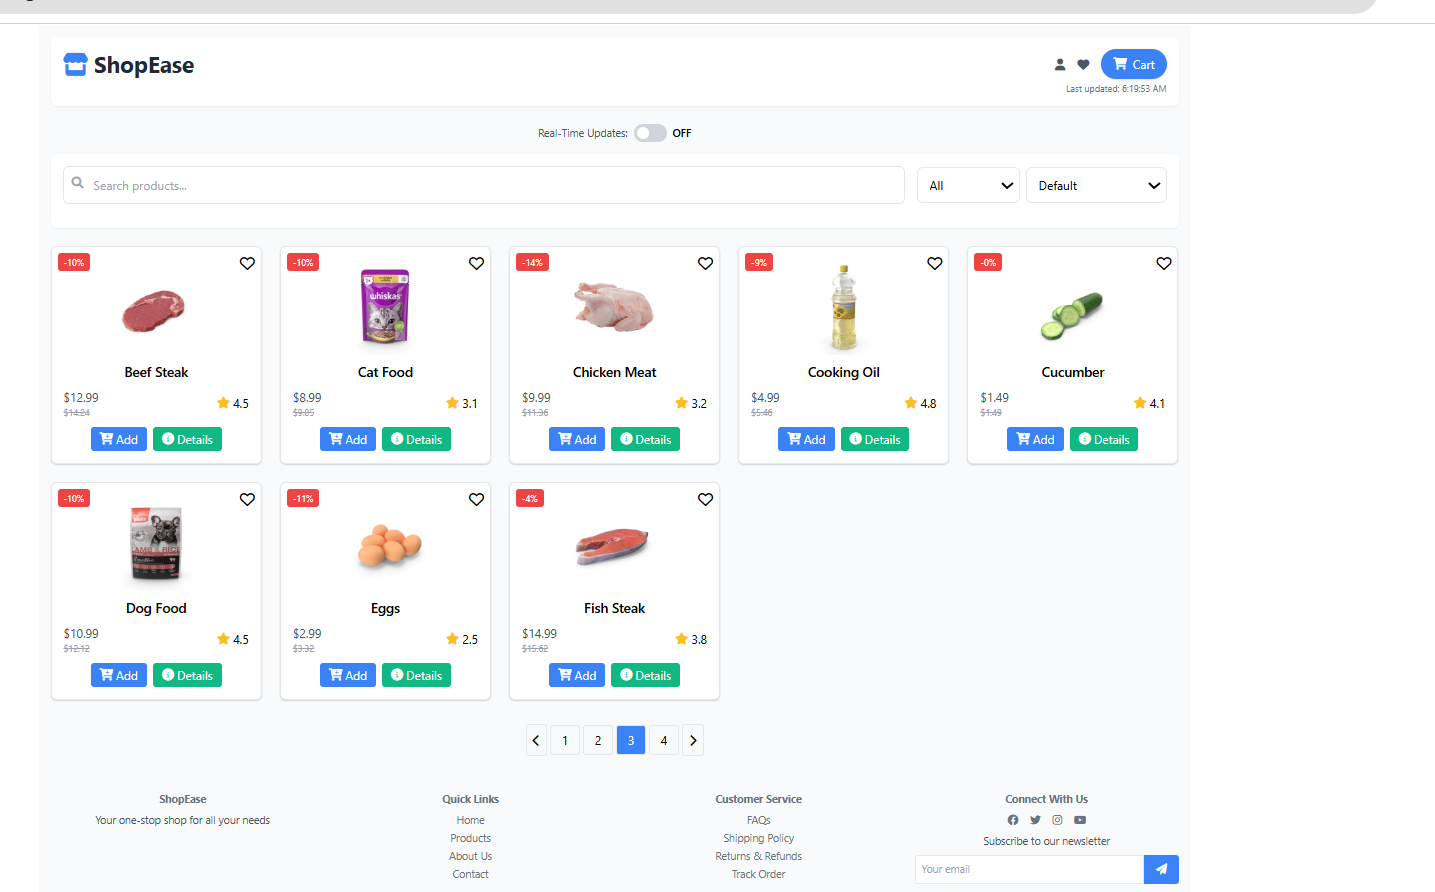 ShopEase
Cart
Last updated: 6:19:53 AM
Real-Time Updates: OFF
Search products...
All
Default
-10%
Beef Steak
$12.99
$14.24
4.5
Add
Details
-10%
whiskas
Cat Food
$8.99
$9.85
3.1
Add
Details
-14%
Chicken Meat
$9.99
$11.36
3.2
Add
Details
-9%
Cooking Oil
$4.99
$5.46
4.8
Add
Details
-0%
Cucumber
$1.49
$1.49
4.1
Add
Details
-10%
LAMB & RICE
Dog Food
$10.99
$12.12
4.5
Add
Details
-11%
Eggs
$2.99
$3.32
2.5
Add
Details
-4%
Fish Steak
$14.99
$15.62
3.8
Add
Details
1 2 3 4
ShopEase
Your one-stop shop for all your needs
Quick Links
Home
Products
About Us
Contact
Customer Service
FAQs
Shipping Policy
Returns & Refunds
Track Order
Connect With Us
Subscribe to our newsletter
Your email